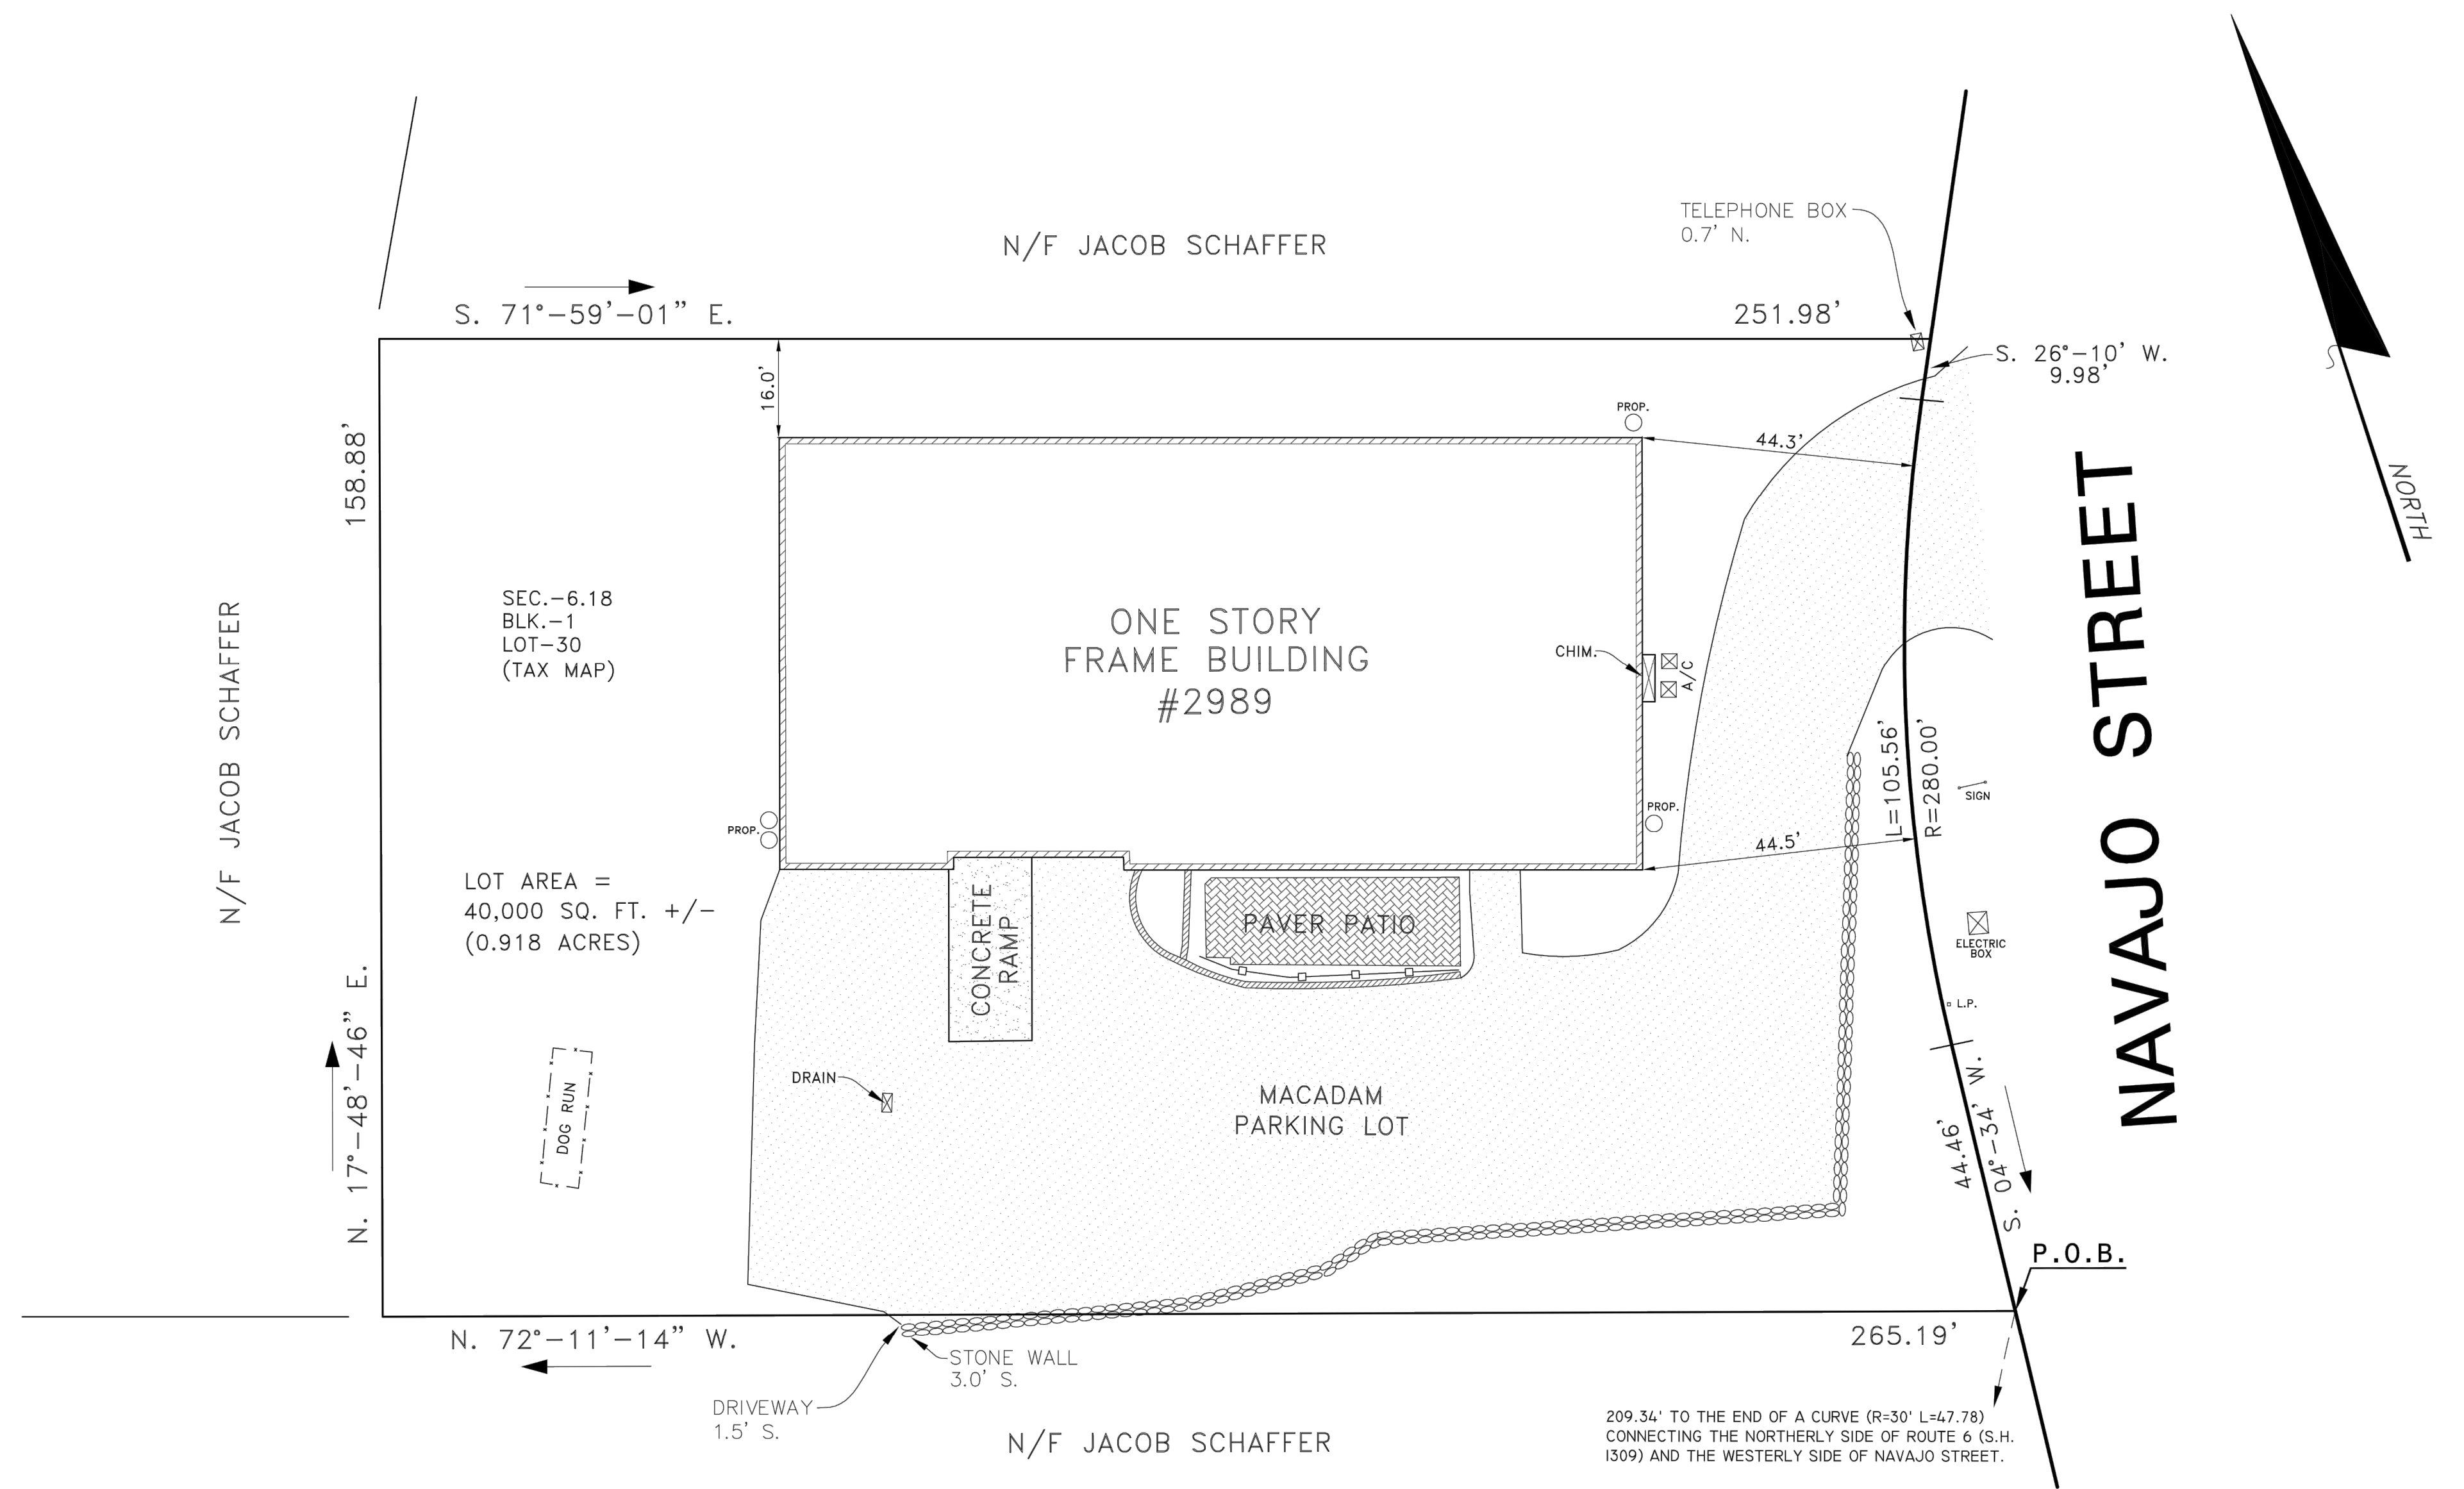 TELEPHONE BOX
0.7' N.
N/F JACOB SCHAFFER
S. 71°-59'-01" E.
251.98'
S. 26°-10' W.
9.98'
16.0'
PROP.
44.3'
158.88'
NORTH
SEC.-6.18
BLK.-1
LOT-30
(TAX MAP)
ONE STORY
FRAME BUILDING
#2989
CHIM.
A/C
N/F JACOB SCHAFFER
NAVAJO STREET
L=105.56'
R=280.00'
SIGN
PROP.
PROP.
44.5'
LOT AREA =
40,000 SQ. FT. +/-
(0.918 ACRES)
CONCRETE
RAMP
PAVER PATIO
ELECTRIC
BOX
L.P.
N. 17°-48'-46" E.
DRAIN
DOG RUN
MACADAM
PARKING LOT
44.46'
S. 04°-34' W.
P.O.B.
N. 72°-11'-14" W.
265.19'
STONE WALL
3.0' S.
DRIVEWAY
1.5' S.
N/F JACOB SCHAFFER
209.34' TO THE END OF A CURVE (R=30' L=47.78)
CONNECTING THE NORTHERLY SIDE OF ROUTE 6 (S.H.
1309) AND THE WESTERLY SIDE OF NAVAJO STREET.